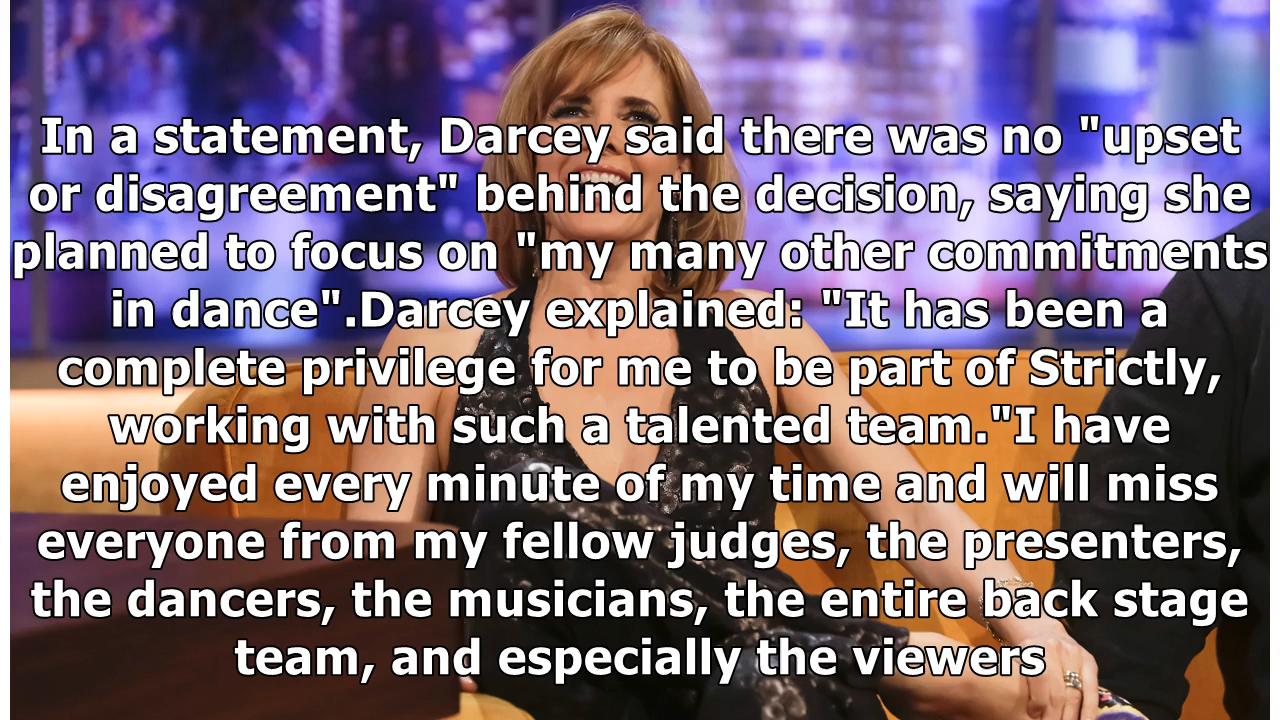 In a statement, Darcey said there was no "upset
or disagreement" behind the decision, saying she
planned to focus on "my many other commitments
in dance".Darcey explained: "It has been a
complete privilege for me to be part of Strictly,
working with such a talented team."I have
enjoyed every minute of my time and will miss
everyone from my fellow judges, the presenters,
the dancers, the musicians, the entire back stage
team, and especially the viewers